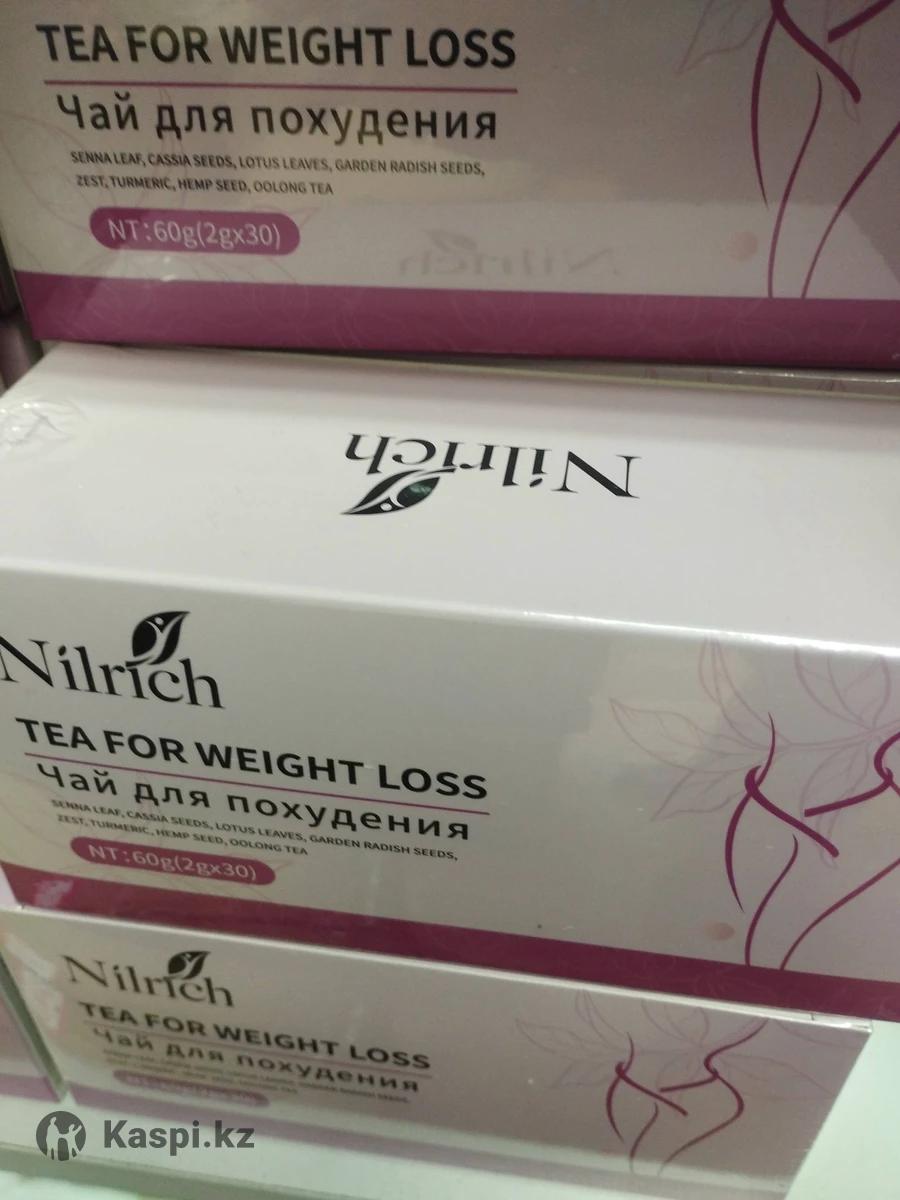 TEA FOR WEIGHT LOSS
Чай для похудения
SENNA LEAF, CASSIA SEEDS, LOTUS LEAVES, GARDEN RADISH SEEDS,
ZEST, TURMERIC, HEMP SEED, OOLONG TEA
NT:60g(2gx30)
Nilrich
Nilrich
Nilrich
TEA FOR WEIGHT LOSS
Чай для похудения
SENNA LEAF, CASSIA SEEDS, LOTUS LEAVES, GARDEN RADISH SEEDS,
ZEST, TURMERIC, HEMP SEED, OOLONG TEA
NT:60g(2gx30)
Nilrich
TEA FOR WEIGHT LOSS
Чай для похудения
Kaspi.kz